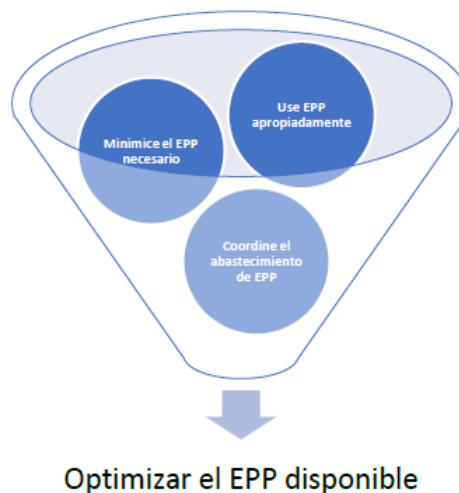 Use EPP
apropiadamente
Minimice el EPP
necesario
Coordine el
abastecimiento
de EPP
Optimizar el EPP disponible